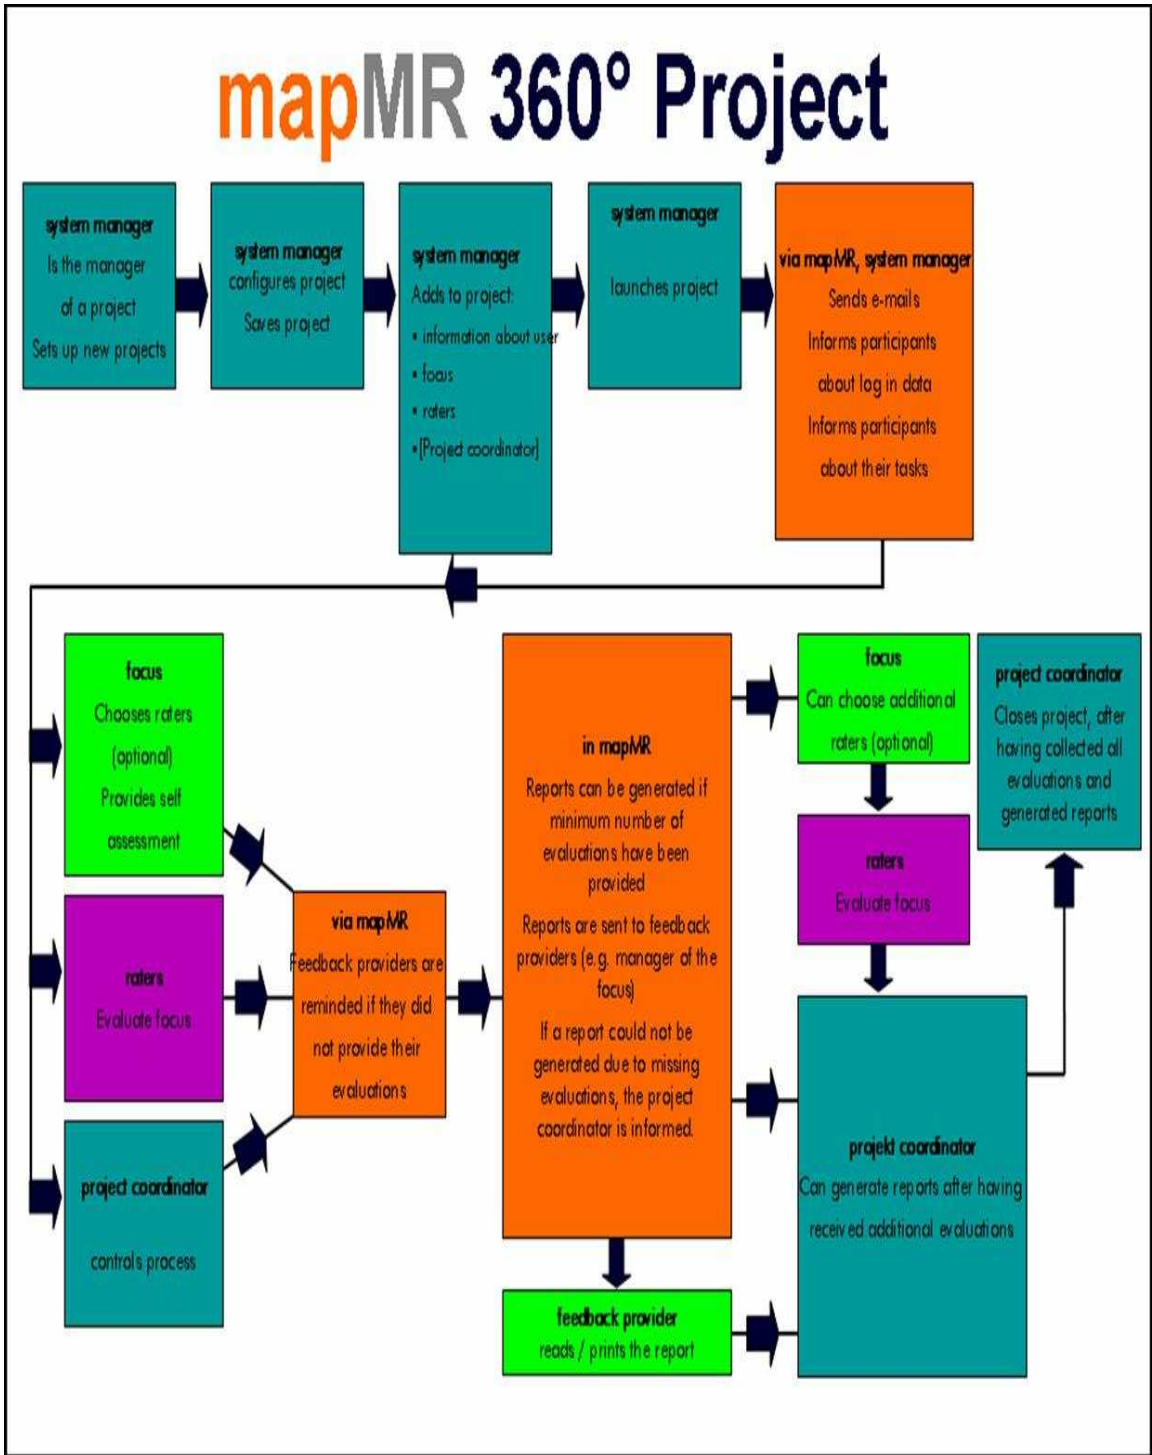 mapMR 360° Project
system manager
Is the manager
of a project
Sets up new projects
system manager
configures project
Saves project
system manager
Adds to project:
▪ information about user
▪ focus
▪ raters
▪ [Project coordinator]
system manager
launches project
via mapMR, system manager
Sends e-mails
Informs participants
about log in data
Informs participants
about their tasks
focus
Chooses raters
(optional)
Provides self
assessment
raters
Evaluate focus
project coordinator
controls process
via mapMR
Feedback providers are
reminded if they did
not provide their
evaluations
in mapMR
Reports can be generated if
minimum number of
evaluations have been
provided
Reports are sent to feedback
providers (e.g. manager of the
focus)
If a report could not be
generated due to missing
evaluations, the project
coordinator is informed.
feedback provider
reads / prints the report
focus
Can choose additional
raters (optional)
raters
Evaluate focus
projekt coordinator
Can generate reports after having
received additional evaluations
project coordinator
Closes project, after
having collected all
evaluations and
generated reports